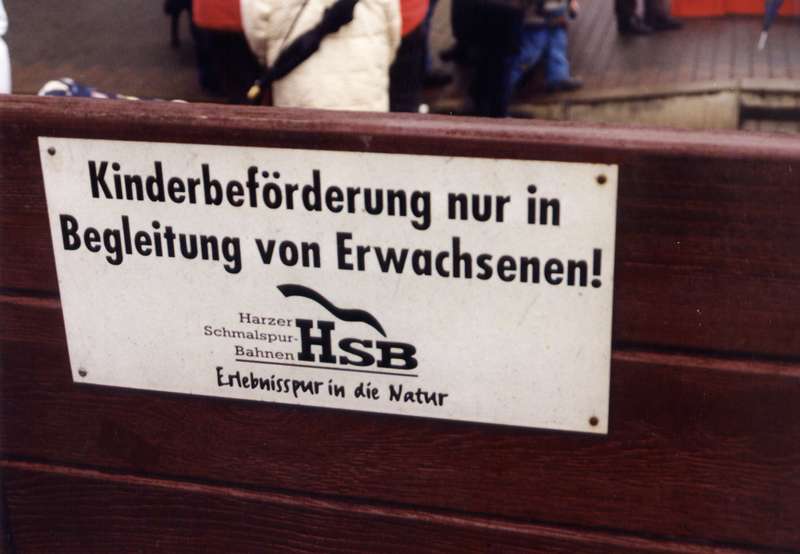 Kinderbeförderung nur in
Begleitung von Erwachsenen!
Harzer
Schmalspur-
Bahnen
HSB
Erlebnisspur in die Natur